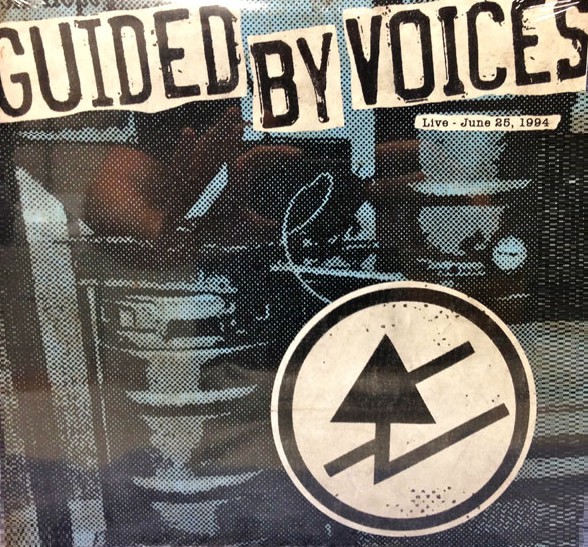 GUIDED BY VOICES
Live - June 25, 1994